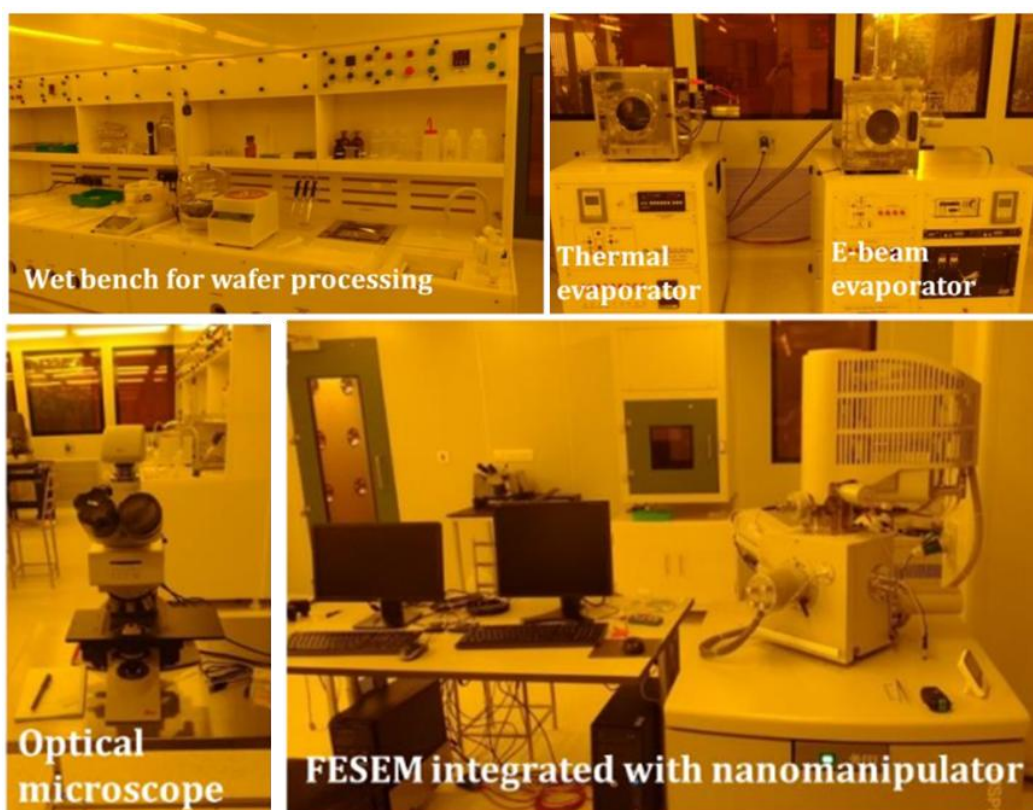 Wet bench for wafer processing
Thermal
evaporator
E-beam
evaporator
Optical
microscope
FESEM integrated with nanomanipulator